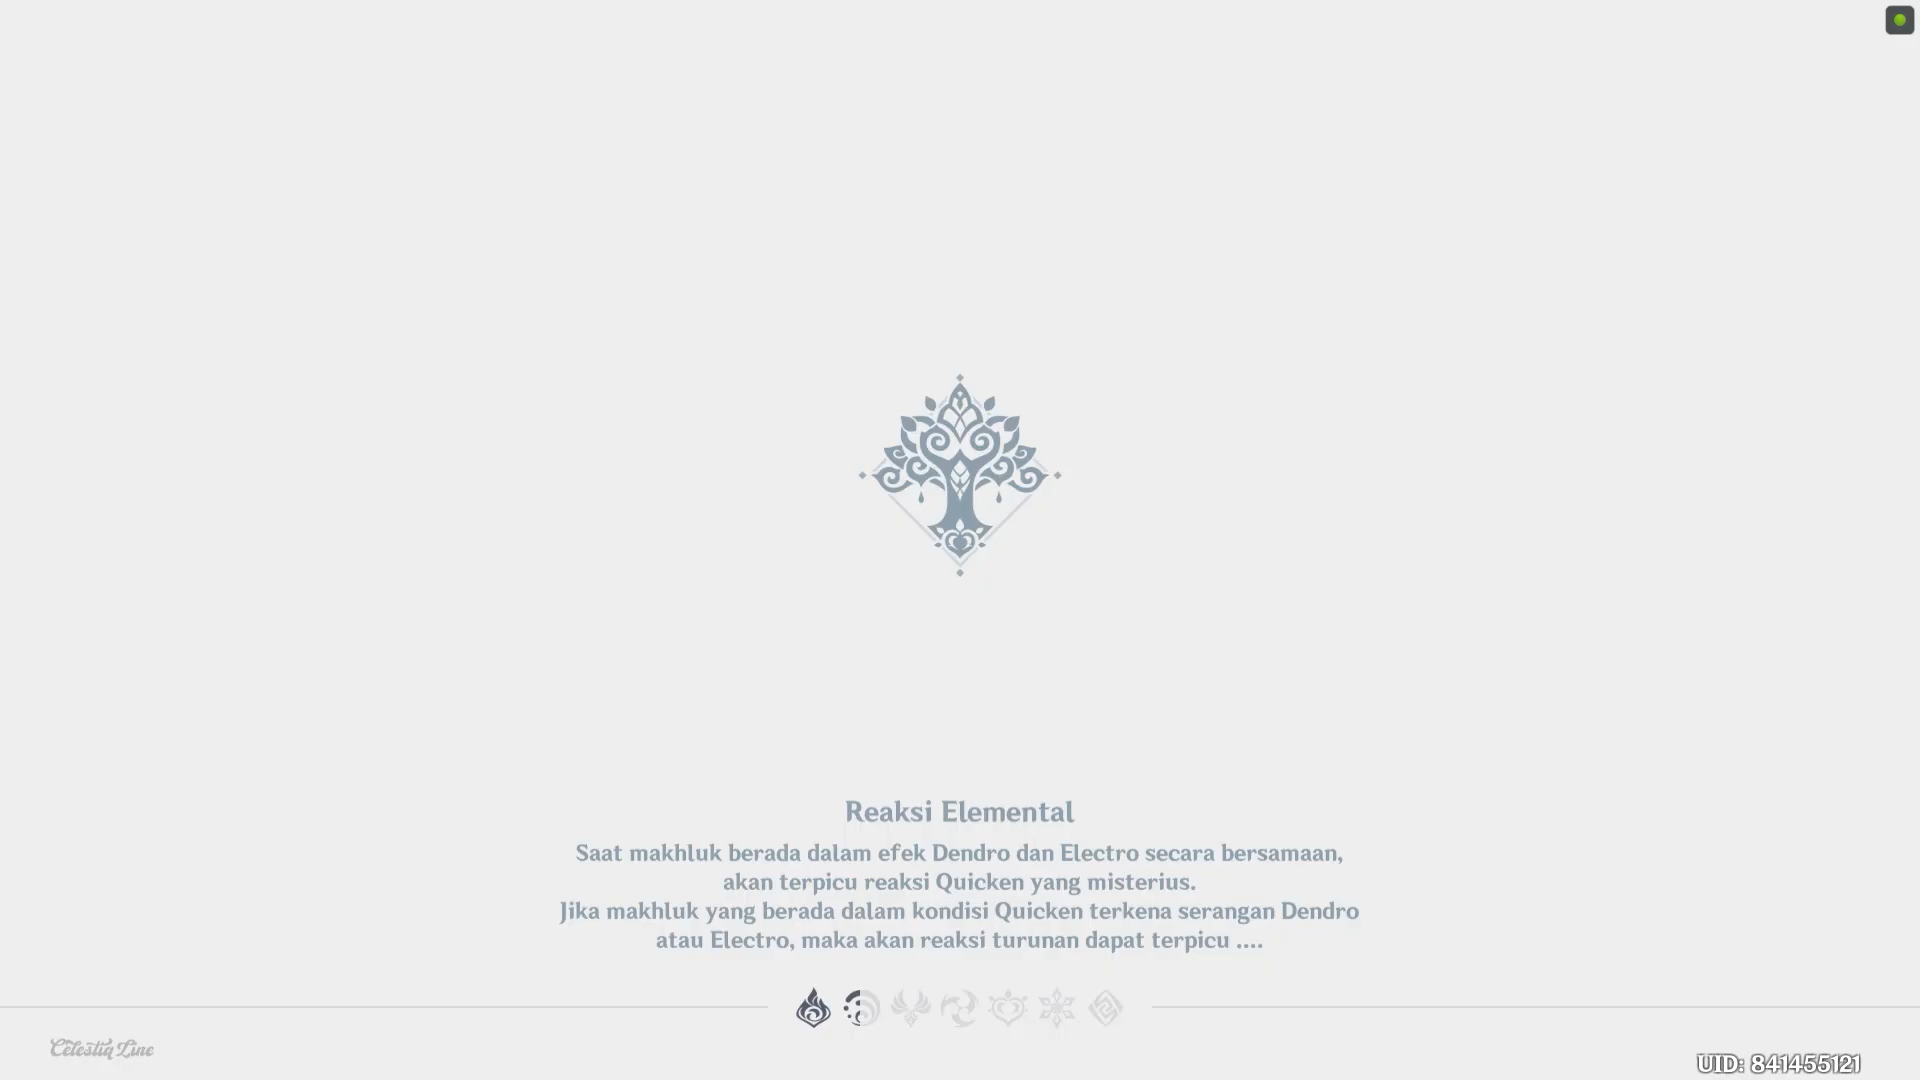 Reaksi Elemental
Saat makhluk berada dalam efek Dendro dan Electro secara bersamaan,
akan terpicu reaksi Quicken yang misterius.
Jika makhluk yang berada dalam kondisi Quicken terkena serangan Dendro
atau Electro, maka akan reaksi turunan dapat terpicu ....
Celestiq Line
UID: 841455121